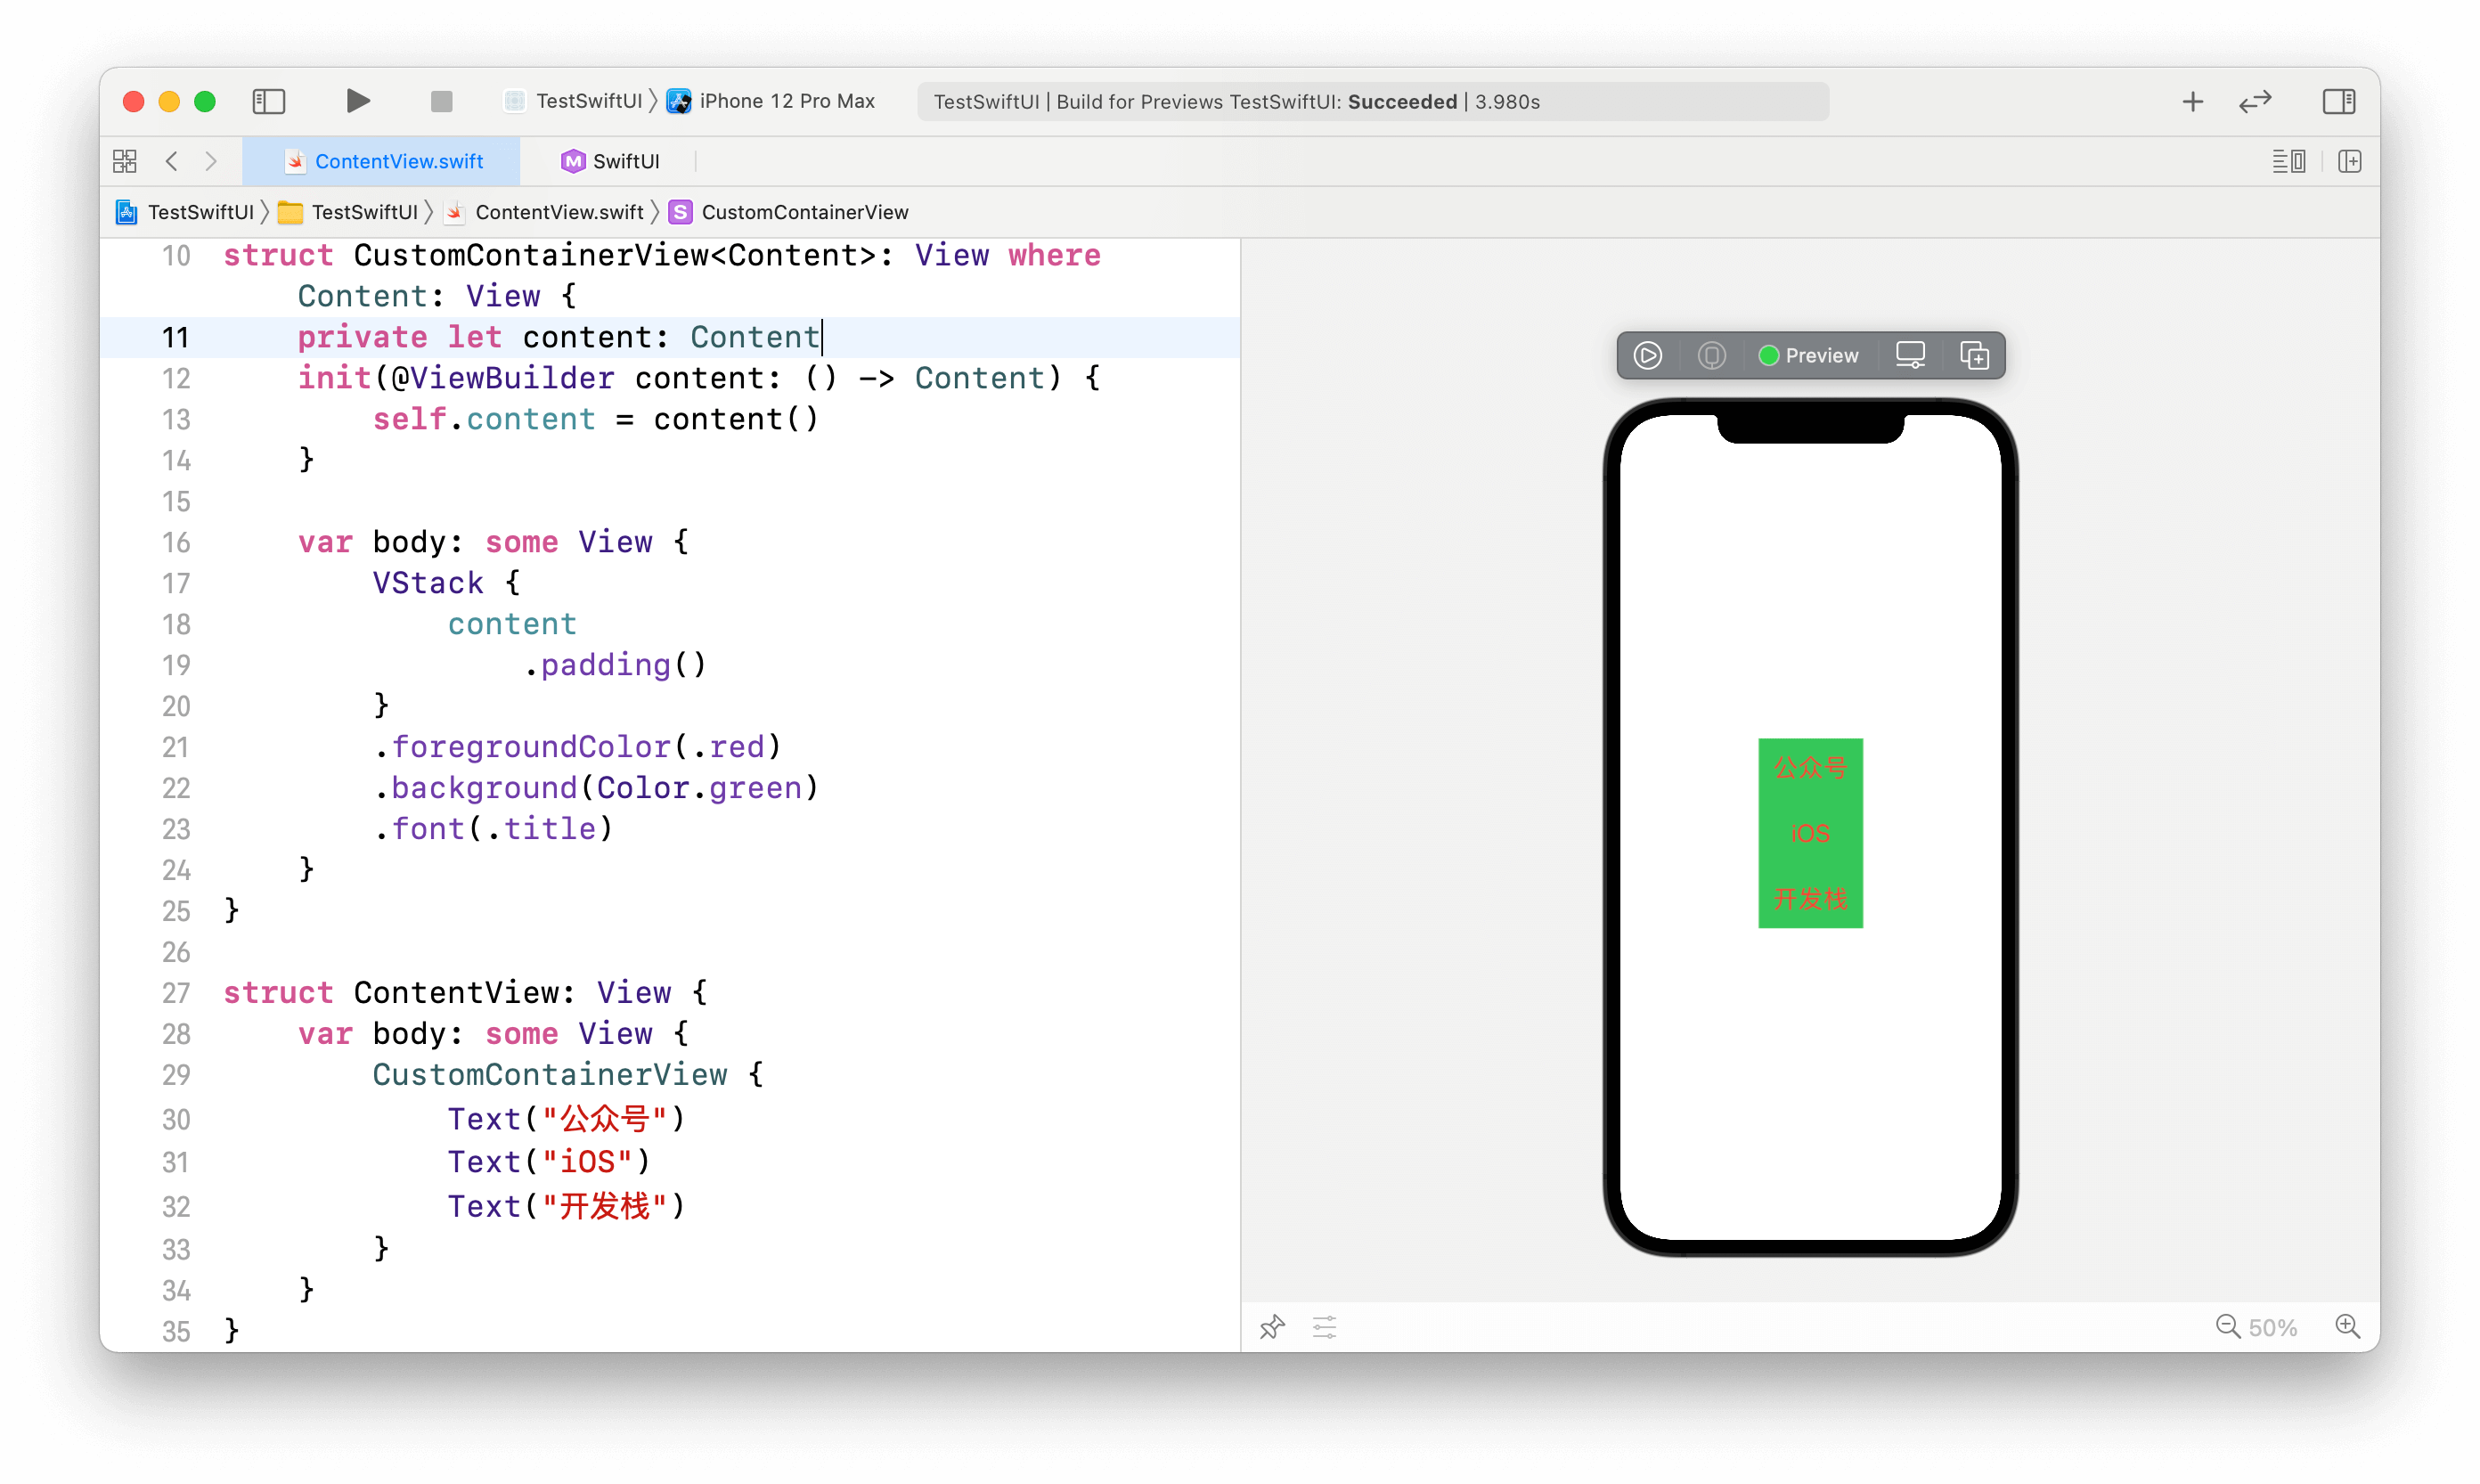 TestSwiftUI 〉 iPhone 12 Pro Max
TestSwiftUI | Build for Previews TestSwiftUI: Succeeded | 3.980s
ContentView.swift
M SwiftUI
TestSwiftUI 〉 TestSwiftUI 〉 ContentView.swift 〉 S CustomContainerView
10 struct CustomContainerView<Content>: View where
Content: View {
11 private let content: Content
12 init(@ViewBuilder content: () -> Content) {
13 self.content = content()
14 }
15
16 var body: some View {
17 VStack {
18 content
19 .padding()
20 }
21 .foregroundColor(.red)
22 .background(Color.green)
23 .font(.title)
24 }
25 }
26
27 struct ContentView: View {
28 var body: some View {
29 CustomContainerView {
30 Text("公众号")
31 Text("iOS")
32 Text("开发栈")
33 }
34 }
35 }
Preview
公众号
iOS
开发栈
50%